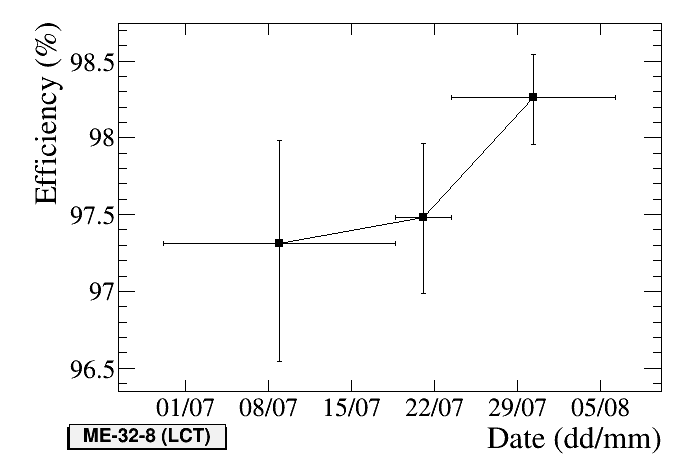 Efficiency (%)
98.5
98
97.5
97
96.5
01/07 08/07 15/07 22/07 29/07 05/08
ME-32-8 (LCT)
Date (dd/mm)